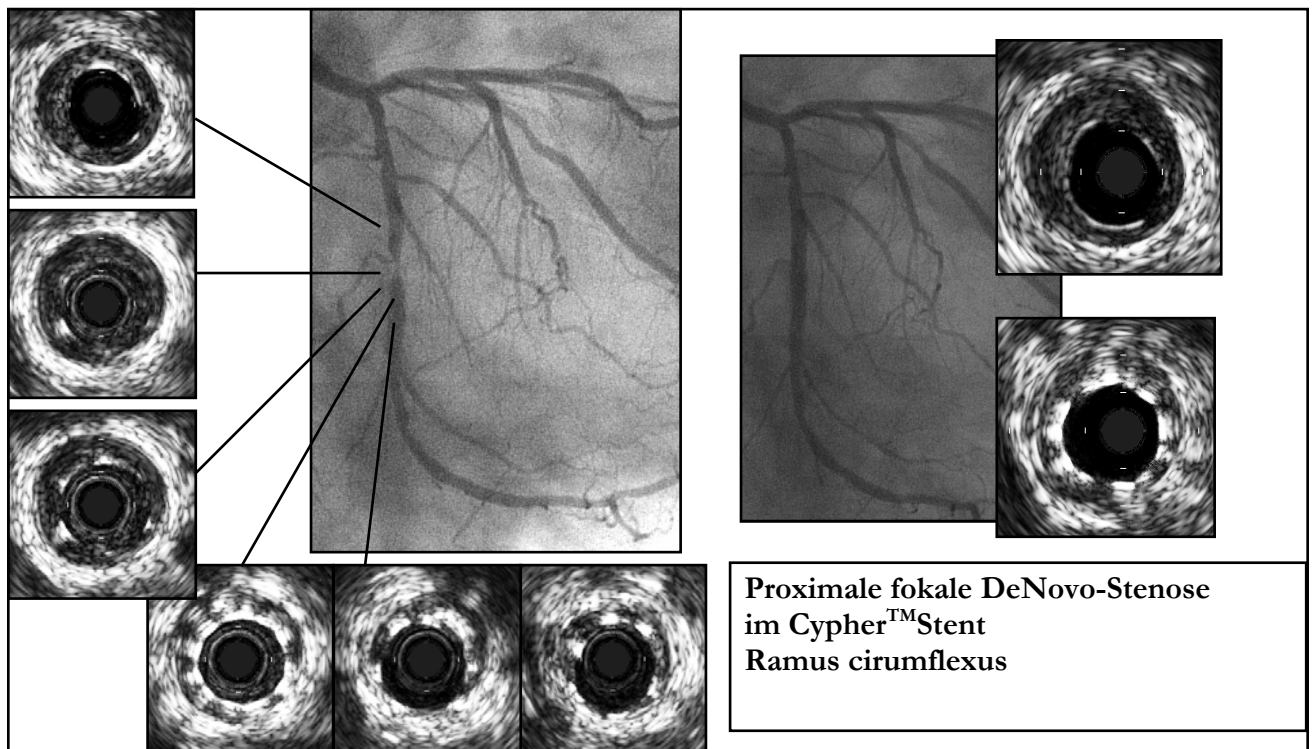 Proximale fokale DeNovo-Stenose
im Cypher™Stent
Ramus cirumflexus